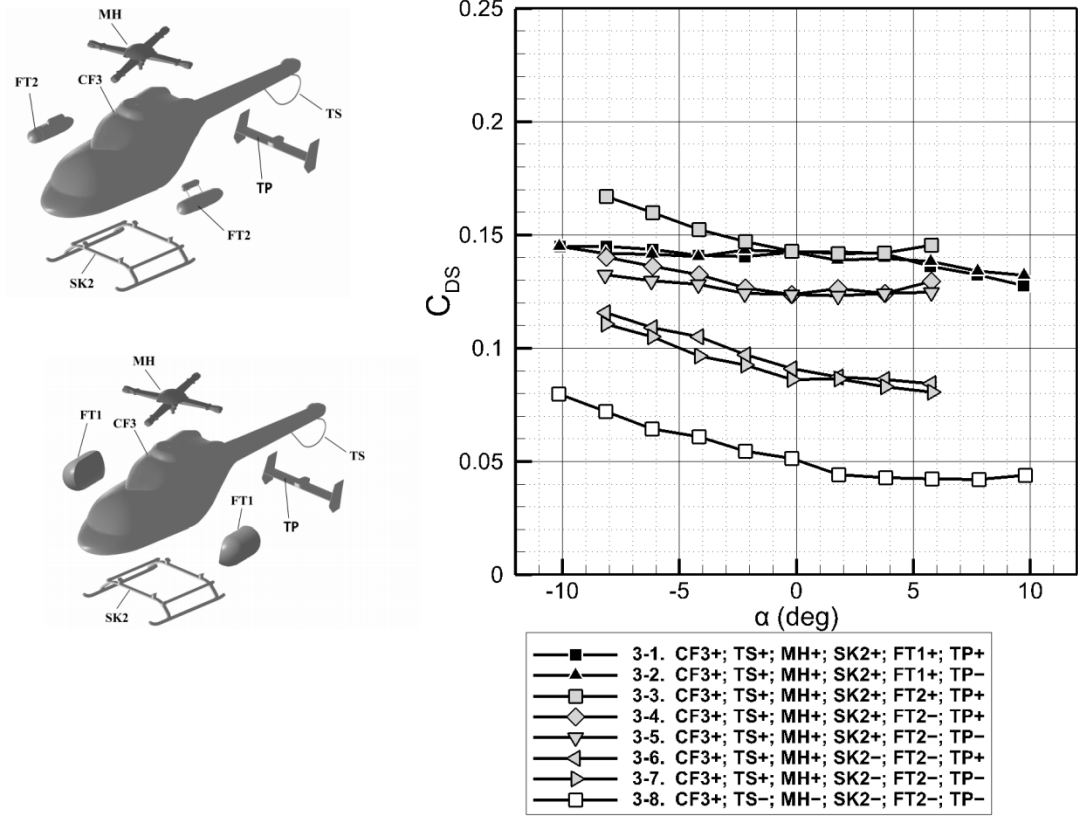 MH
CF3
FT2
TS
TP
FT2
SK2
MH
FT1
CF3
TS
FT1
TP
SK2
0.25
0.2
0.15
0.1
0.05
0
C_DS
-10
-5
0
5
10
α (deg)
3-1. CF3+; TS+; MH+; SK2+; FT1+; TP+
3-2. CF3+; TS+; MH+; SK2+; FT1+; TP−
3-3. CF3+; TS+; MH+; SK2+; FT2+; TP+
3-4. CF3+; TS+; MH+; SK2+; FT2−; TP+
3-5. CF3+; TS+; MH+; SK2+; FT2−; TP−
3-6. CF3+; TS+; MH+; SK2−; FT2−; TP+
3-7. CF3+; TS+; MH+; SK2−; FT2−; TP−
3-8. CF3+; TS−; MH−; SK2−; FT2−; TP−